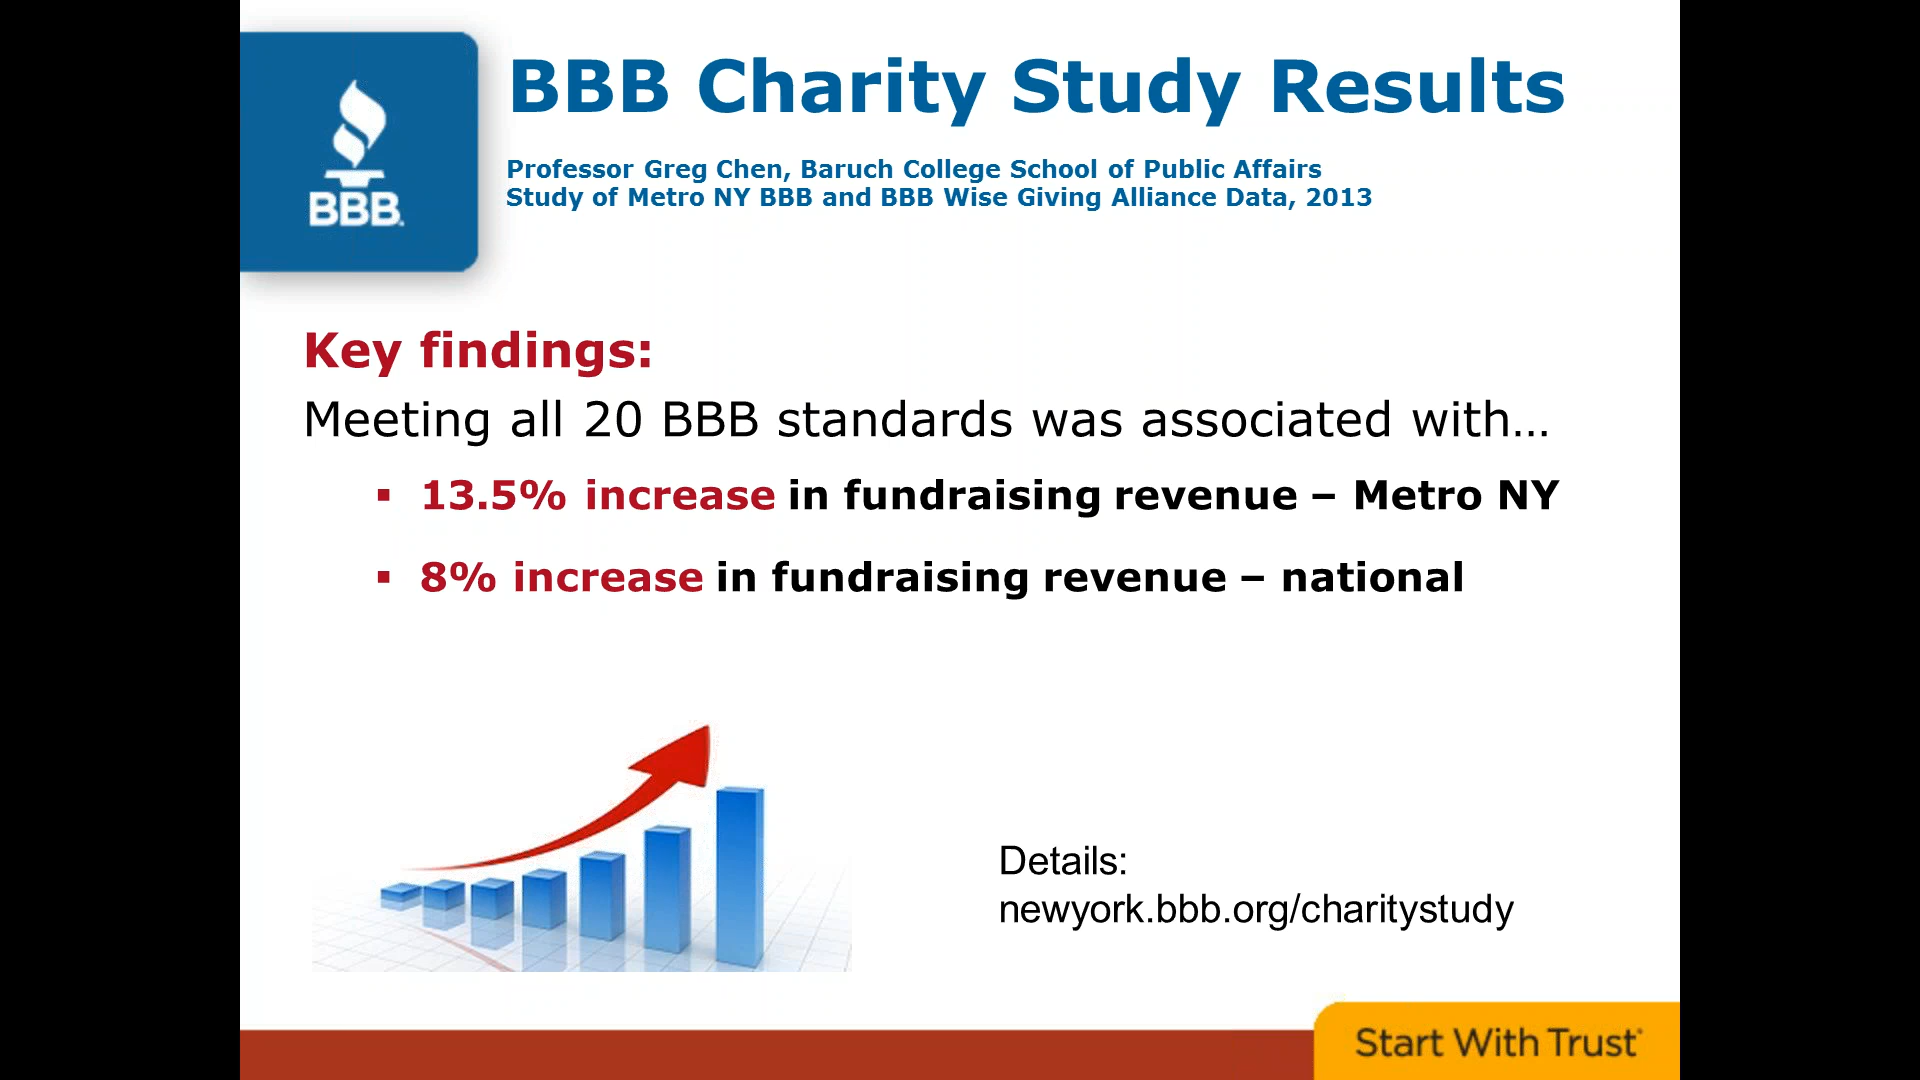 BBB.
BBB Charity Study Results
Professor Greg Chen, Baruch College School of Public Affairs
Study of Metro NY BBB and BBB Wise Giving Alliance Data, 2013
Key findings:
Meeting all 20 BBB standards was associated with…
▪ 13.5% increase in fundraising revenue – Metro NY
▪ 8% increase in fundraising revenue – national
Details:
newyork.bbb.org/charitystudy
Start With Trust